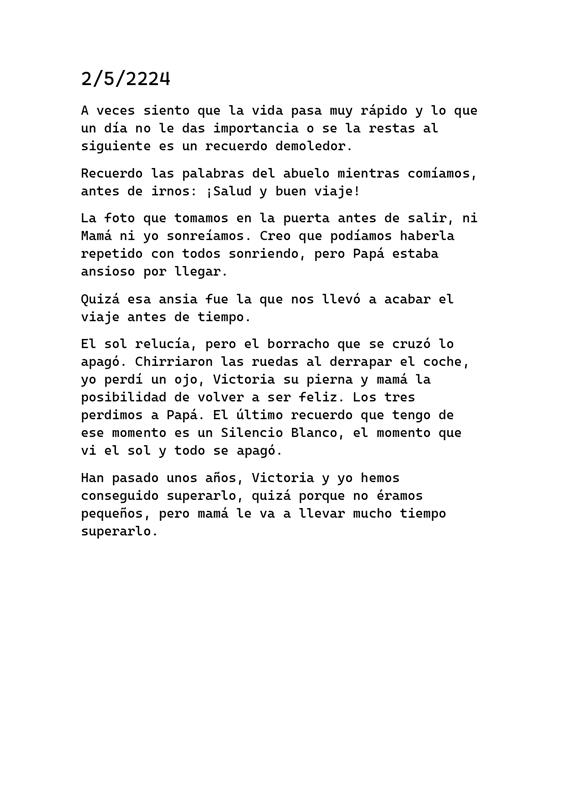 2/5/2224
A veces siento que la vida pasa muy rápido y lo que
un día no le das importancia o se la restas al
siguiente es un recuerdo demoledor.
Recuerdo las palabras del abuelo mientras comíamos,
antes de irnos: ¡Salud y buen viaje!
La foto que tomamos en la puerta antes de salir, ni
Mamá ni yo sonreíamos. Creo que podíamos haberla
repetido con todos sonriendo, pero Papá estaba
ansioso por llegar.
Quizá esa ansia fue la que nos llevó a acabar el
viaje antes de tiempo.
El sol relucía, pero el borracho que se cruzó lo
apagó. Chirriaron las ruedas al derrapar el coche,
yo perdí un ojo, Victoria su pierna y mamá la
posibilidad de volver a ser feliz. Los tres
perdimos a Papá. El último recuerdo que tengo de
ese momento es un Silencio Blanco, el momento que
vi el sol y todo se apagó.
Han pasado unos años, Victoria y yo hemos
conseguido superarlo, quizá porque no éramos
pequeños, pero mamá le va a llevar mucho tiempo
superarlo.